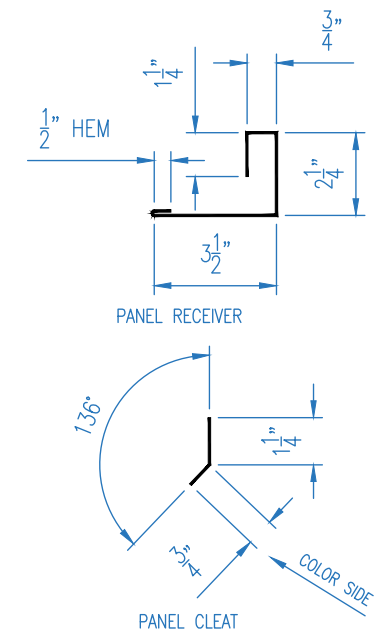 3/4"
1 1/4"
1/2" HEM
2 1/4"
3 1/2"
PANEL RECEIVER
136°
1 1/4"
3/4"
COLOR SIDE
PANEL CLEAT